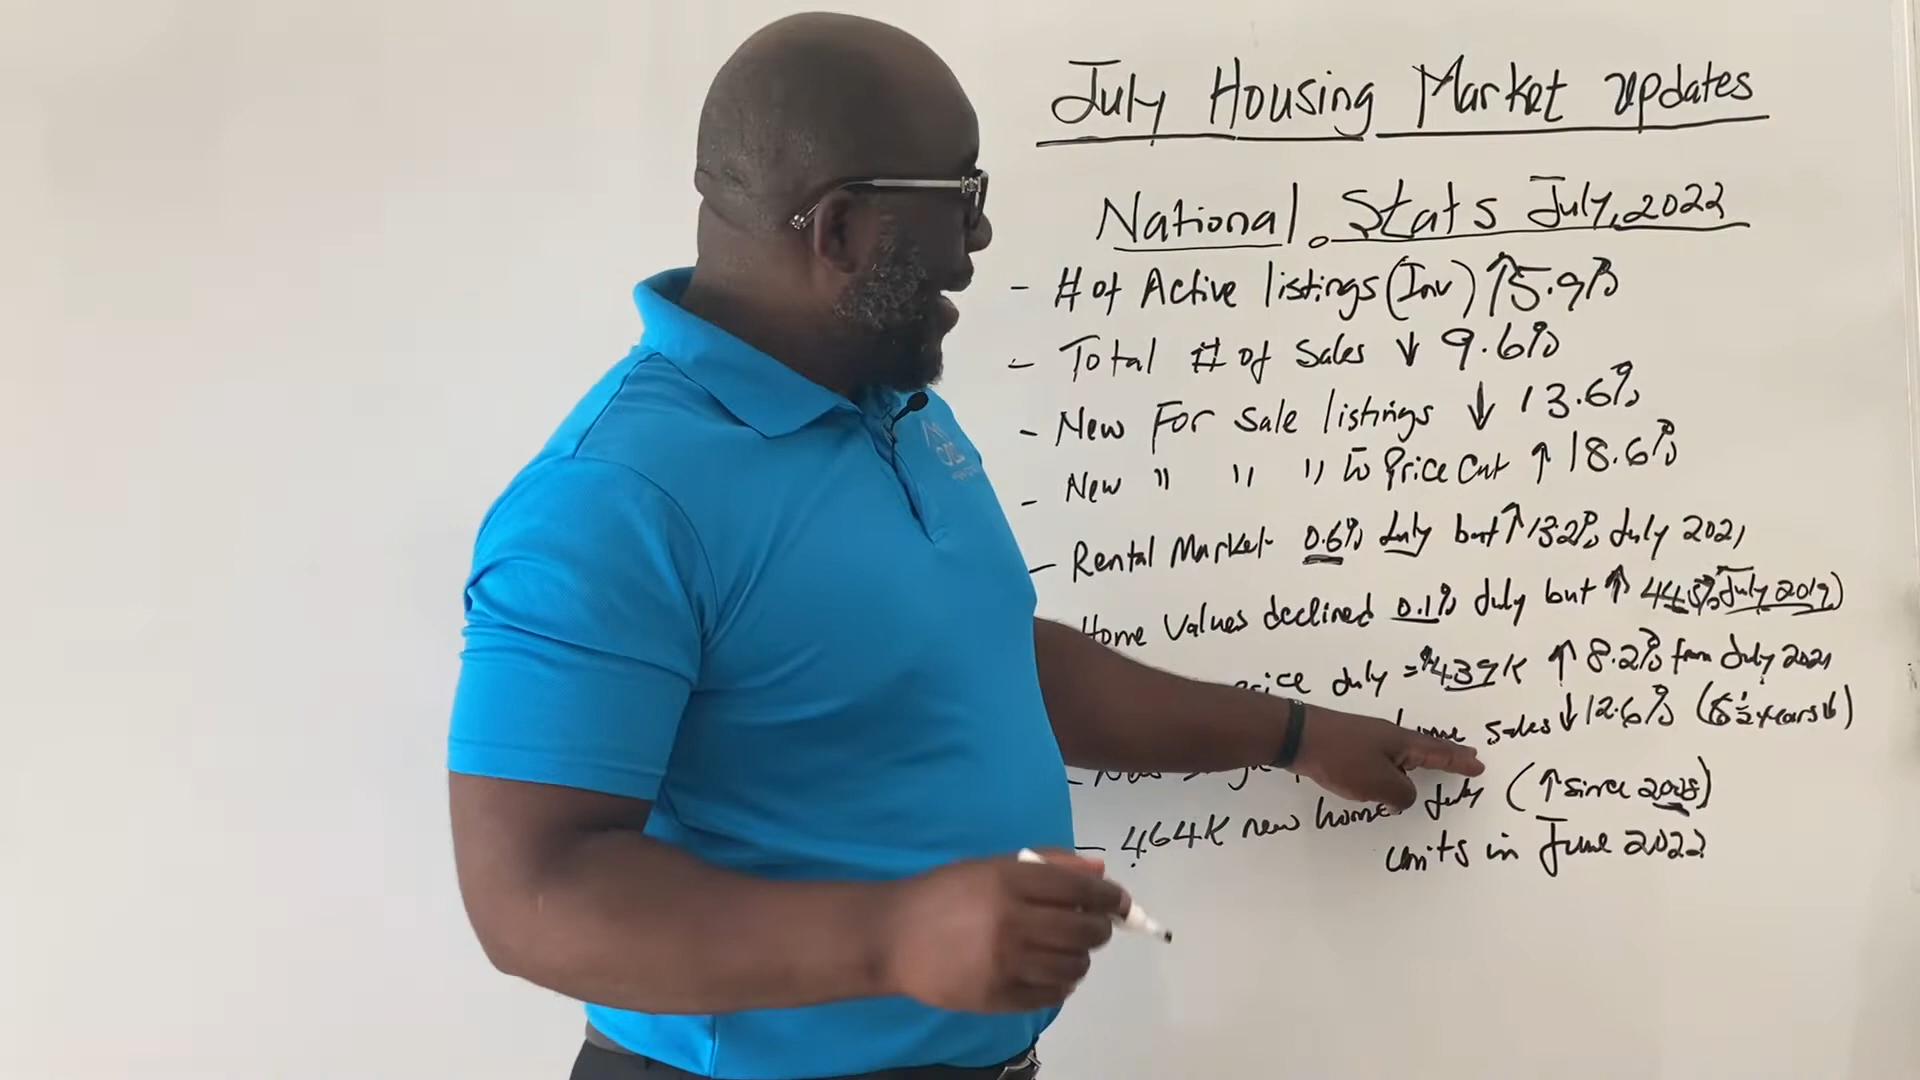 July Housing Market updates
National Stats July, 2022
- # of Active listings (Inv) ↑ 5.9%
- Total # of Sales ↓ 9.6%
- New For Sale listings ↓ 13.6%
- New " " " Price Cut ↑ 18.6%
- Rental Market 0.6% July but ↑ 13.2% July 2021
Home Values declined 0.1% July but ↑ July 2019)
July = $439K ↑ 8.2% from July 2021
Sales ↓ 12.6% (6 ½ years ↓)
- 464K new homes July (↑ since 2008)
units in June 2022